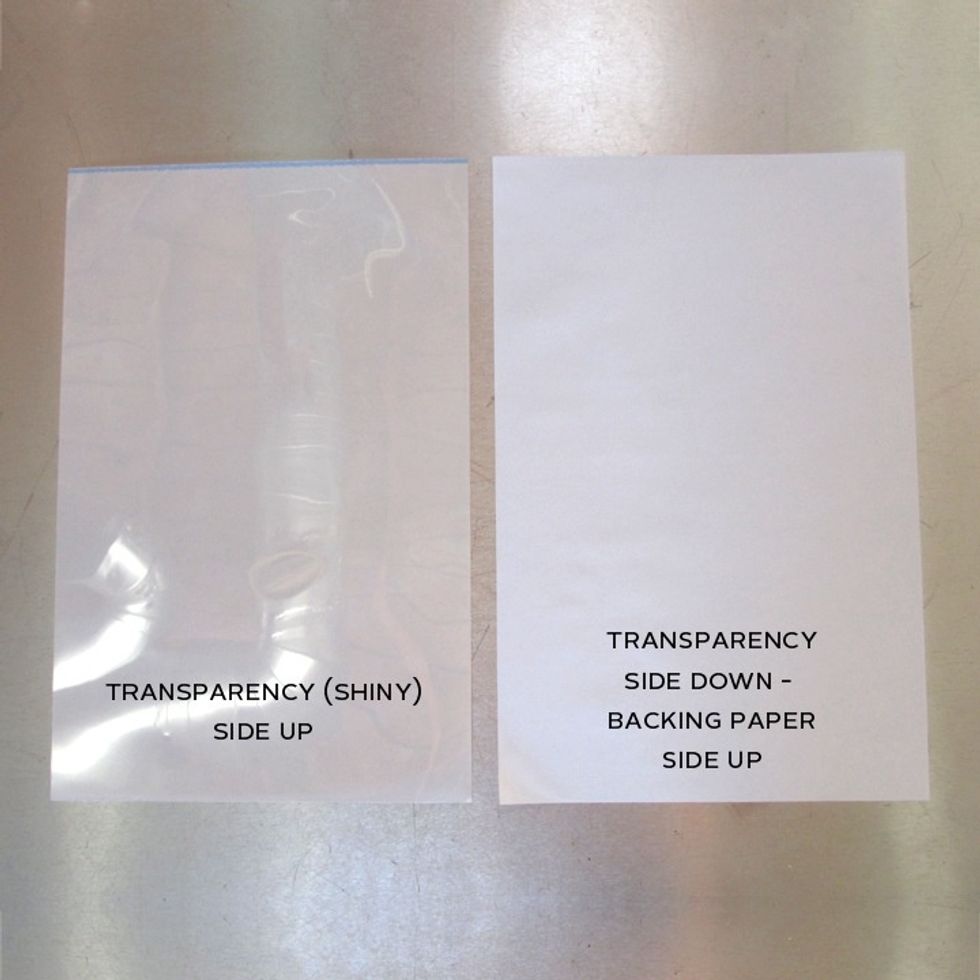 TRANSPARENCY (SHINY)
SIDE UP
TRANSPARENCY
SIDE DOWN -
BACKING PAPER
SIDE UP